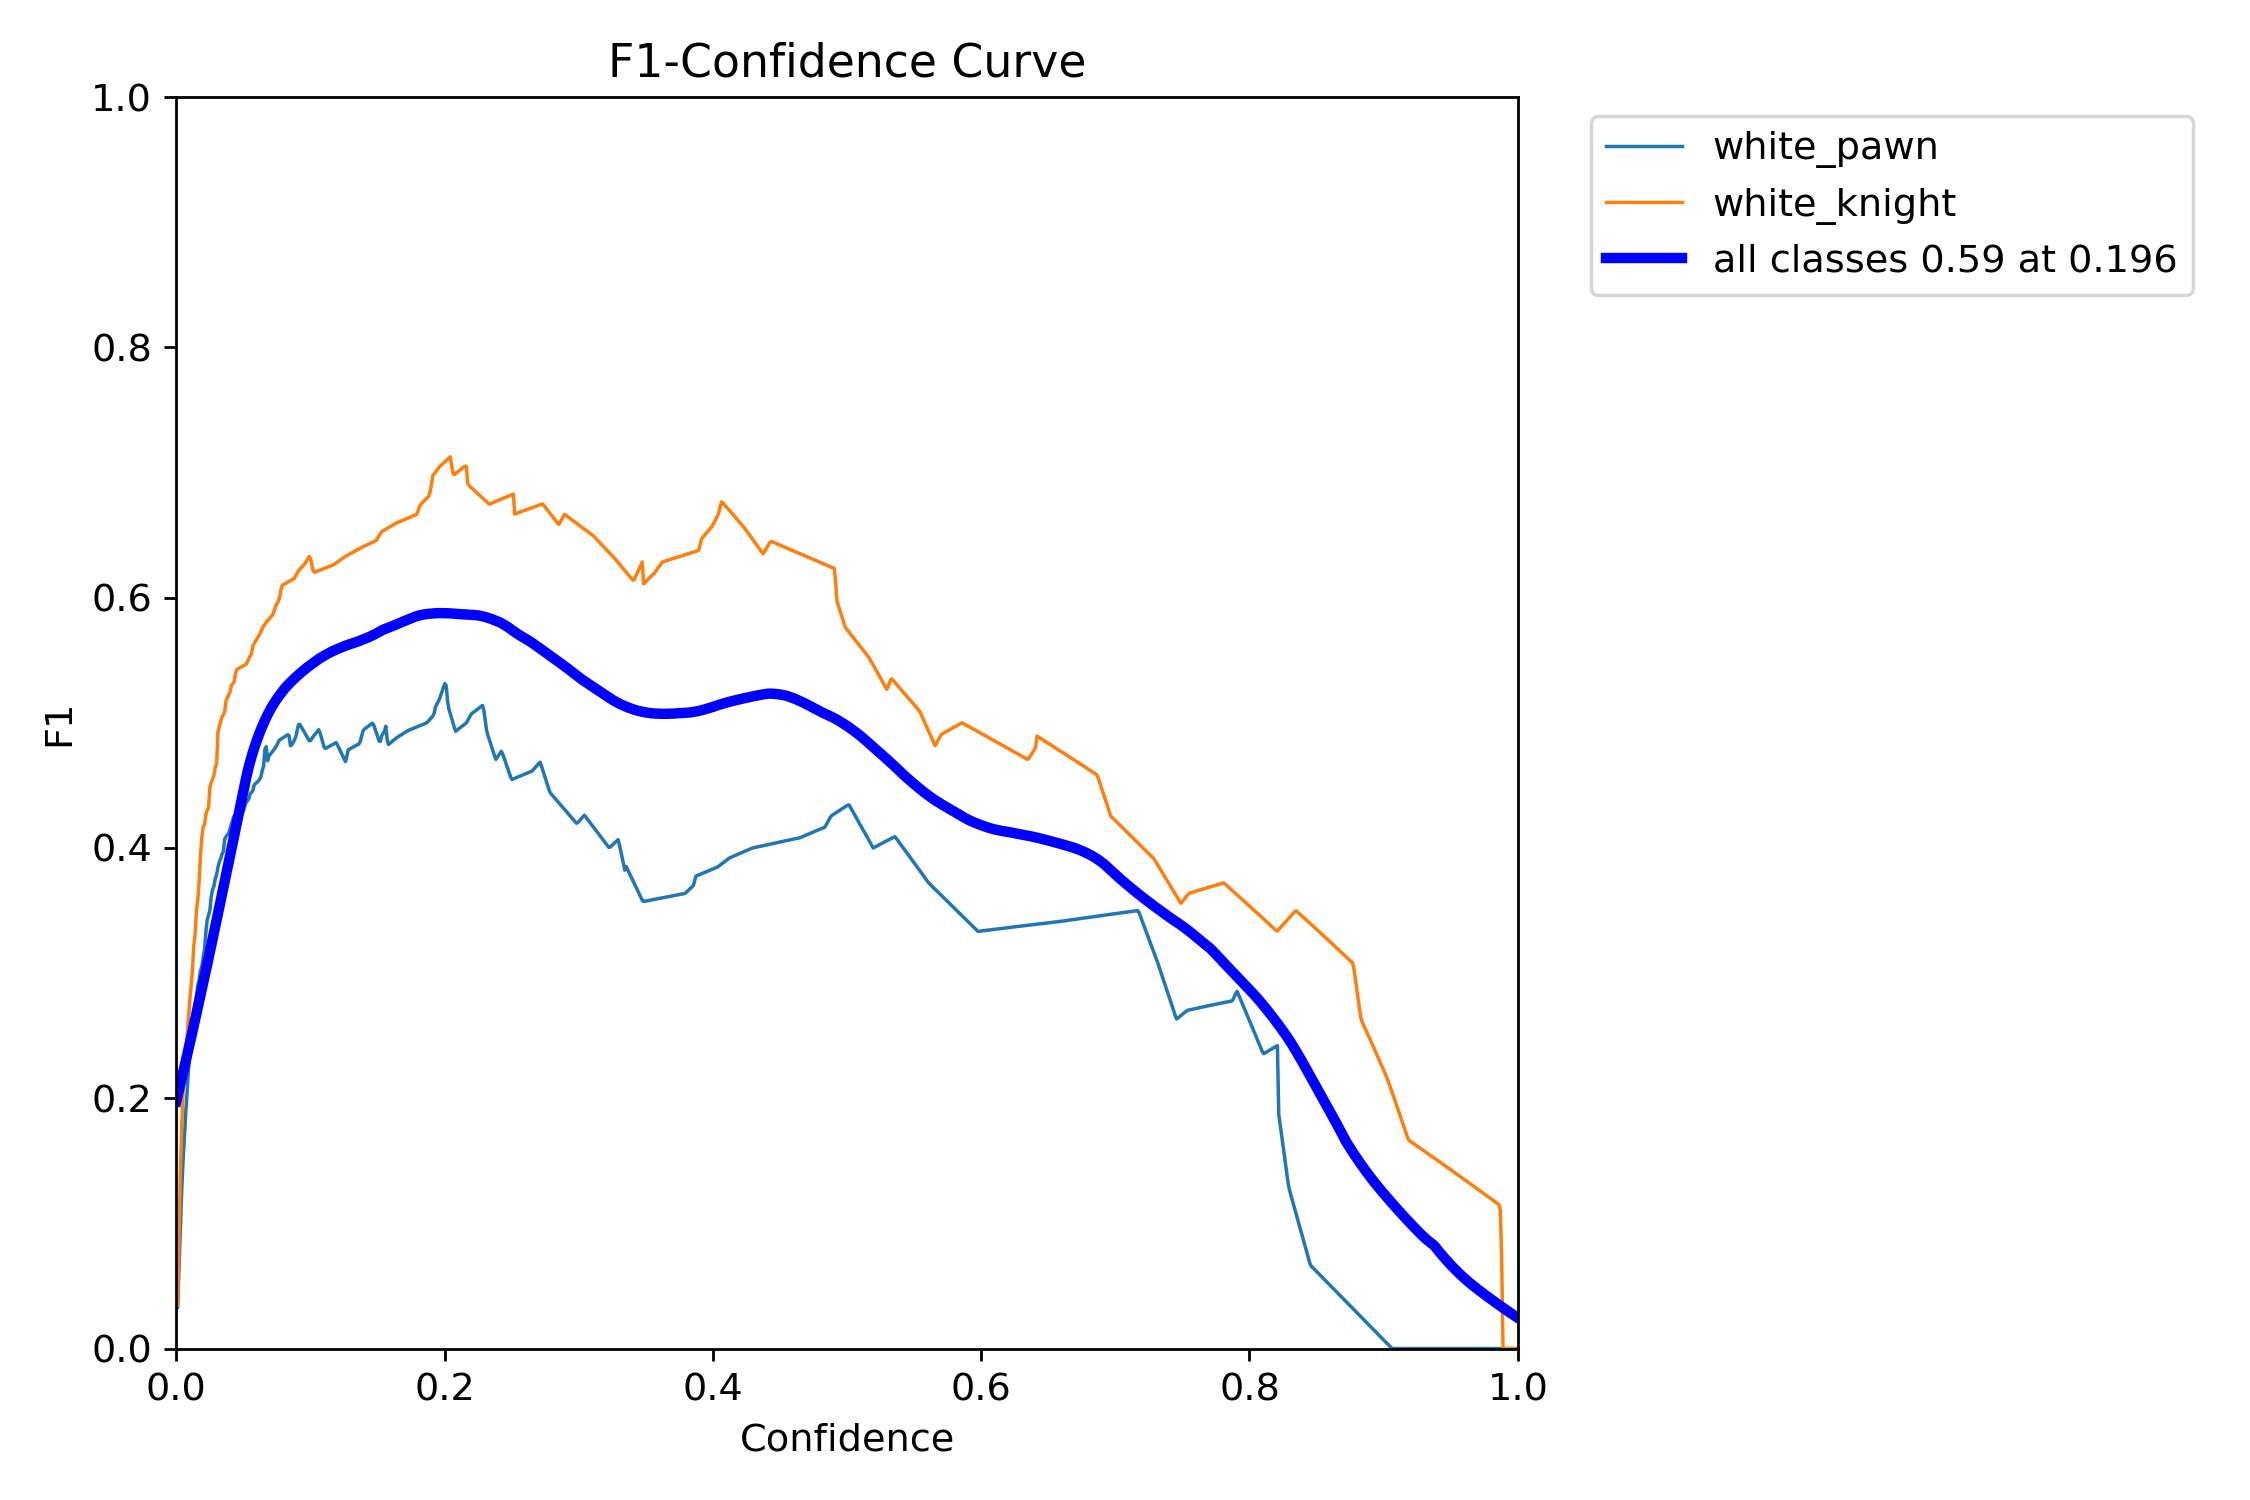 F1-Confidence Curve
1.0
0.8
0.6
0.4
0.2
0.0
F1
0.0 0.2 0.4 0.6 0.8 1.0
Confidence
white_pawn
white_knight
all classes 0.59 at 0.196